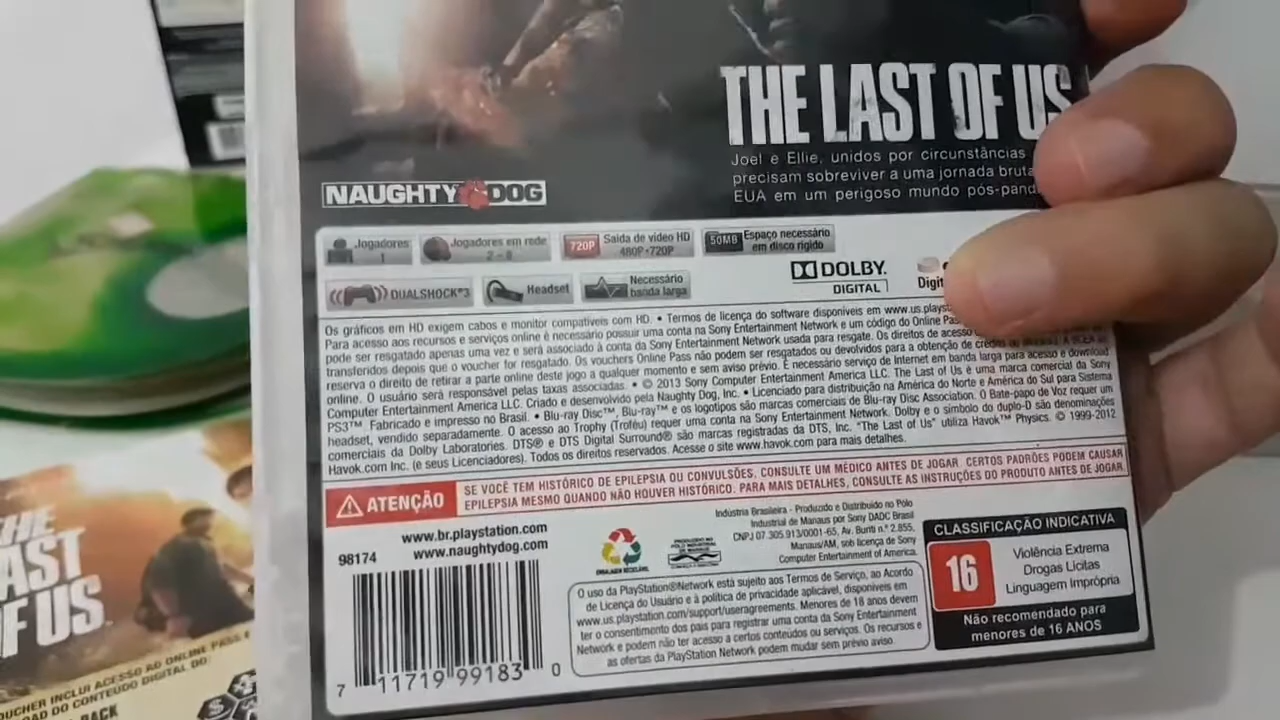 THE LAST OF US
Joel e Ellie, unidos por circunstâncias
precisam sobreviver a uma jornada
EUA em um perigoso mundo
NAUGHTY DOG
Jogadores
1
Jogadores em rede
2 - 8
720P
Saída de vídeo HD
480P•720P
50MB
Espaço necessário
em disco rígido
DUALSHOCK®3
Headset
Necessário
banda larga
DOLBY
DIGITAL
Os gráficos em HD exigem cabos e monitor compatíveis com HD. • Termos de licença do software disponíveis em
Para acesso aos recursos e serviços online é necessário possuir uma conta na Sony Entertainment Network e um código do Online
pode ser resgatado apenas uma vez e será associado à conta da Sony Entertainment Network usada para resgate. Os direitos de acesso
transferidos depois que o voucher for resgatado. Os vouchers Online Pass não podem ser resgatados ou devolvidos para a obtenção de
reserva o direito de retirar a parte online deste jogo a qualquer momento e sem aviso prévio. É necessário serviço de Internet em banda larga para acesso e download
online. O usuário será responsável pelas taxas associadas. • © 2013 Sony Computer Entertainment America LLC. The Last of Us é uma marca comercial da Sony
Computer Entertainment America LLC. Criado e desenvolvido pela Naughty Dog, Inc. • Licenciado para distribuição na América do Norte e América do Sul para Sistema
PS3™. Fabricado e impresso no Brasil. • Blu-ray Disc™, Blu-ray™ e os logotipos são marcas comerciais de Blu-ray Disc Association. O Bate-papo de Voz requer um
headset, vendido separadamente. O acesso ao Trophy (Troféu) requer uma conta na Sony Entertainment Network. Dolby e o símbolo do duplo-D são denominações
comerciais da Dolby Laboratories. DTS® e DTS Digital Surround® são marcas registradas da DTS, Inc. "The Last of Us" utiliza Havok™ Physics. © 1999-2012
Havok.com Inc. (e seus Licenciadores). Todos os direitos reservados. Acesse o site www.havok.com para mais detalhes.
ATENÇÃO
SE VOCÊ TEM HISTÓRICO DE EPILEPSIA OU CONVULSÕES, CONSULTE UM MÉDICO ANTES DE JOGAR. CERTOS PADRÕES PODEM CAUSAR
EPILEPSIA MESMO QUANDO NÃO HOUVER HISTÓRICO. PARA MAIS DETALHES, CONSULTE AS INSTRUÇÕES DO PRODUTO ANTES DE JOGAR.
www.br.playstation.com
www.naughtydog.com
98174
7 11719 99183 0
Indústria Brasileira - Produzido e Distribuído no Pólo
Industrial de Manaus por Sony DADC Brasil
CNPJ 07.305.913/0001-65, Av. Buriti n.º 2.855,
Manaus/AM, sob licença de Sony
Computer Entertainment of America.
O uso da PlayStation®Network está sujeito aos Termos de Serviço, ao Acordo
de Licença do Usuário e à política de privacidade aplicável, disponíveis em
www.us.playstation.com/support/useragreements. Menores de 18 anos devem
ter o consentimento dos pais para registrar uma conta da Sony Entertainment
Network e podem não ter acesso a certos conteúdos ou serviços. Os recursos e
as ofertas da PlayStation Network podem mudar sem prévio aviso.
CLASSIFICAÇÃO INDICATIVA
16
Violência Extrema
Drogas Lícitas
Linguagem Imprópria
Não recomendado para
menores de 16 ANOS
THE
LAST
OF US
VOUCHER INCLUI ACESSO AO ONLINE PASS
DO CONTEÚDO DIGITAL DO